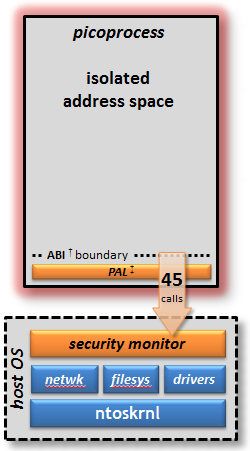 picoprocess
isolated
address space
ABI † boundary
PAL ‡
45
calls
host OS
security monitor
netwk filesys drivers
ntoskrnl